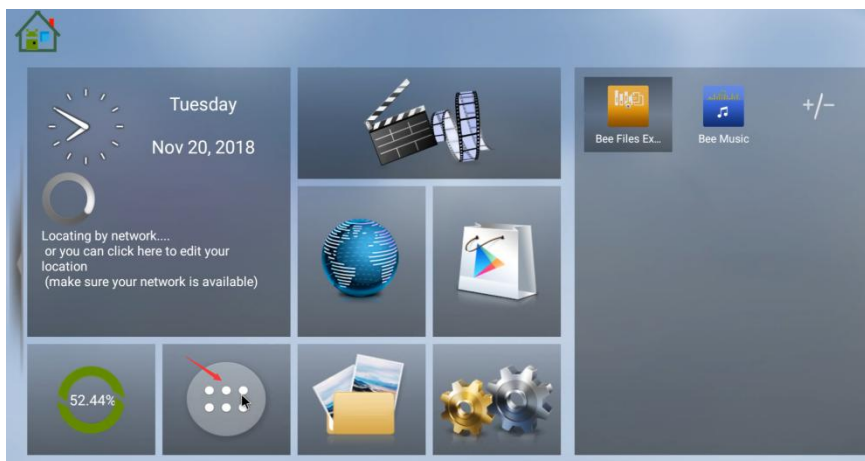 Tuesday
Nov 20, 2018
Locating by network....
or you can click here to edit your
location
(make sure your network is available)
52.44%
Bee Files Ex...
Bee Music
+/-